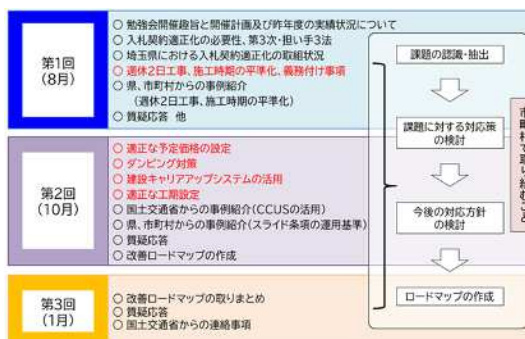 第1回
(8月)
○ 勉強会開催趣旨と開催計画及び昨年度の実績状況について
○ 入札契約適正化の必要性、第3次・担い手3法
○ 埼玉県における入札契約適正化の取組状況
○ 週休2日工事、施工時期の平準化、義務付け事項
○ 県、市町村からの事例紹介
(週休2日工事、施工時期の平準化)
○ 質疑応答 他
第2回
(10月)
○ 適正な予定価格の設定
○ ダンピング対策
○ 建設キャリアアップシステムの活用
○ 適正な工期設定
○ 国土交通省からの事例紹介(CCUSの活用)
○ 県、市町村からの事例紹介(スライド条項の運用基準)
○ 質疑応答
○ 改善ロードマップの作成
第3回
(1月)
○ 改善ロードマップの取りまとめ
○ 質疑応答
○ 国土交通省からの連絡事項
課題の認識・抽出
課題に対する対応策
の検討
今後の対応方針
の検討
ロードマップの作成
市町村で取り組むこと